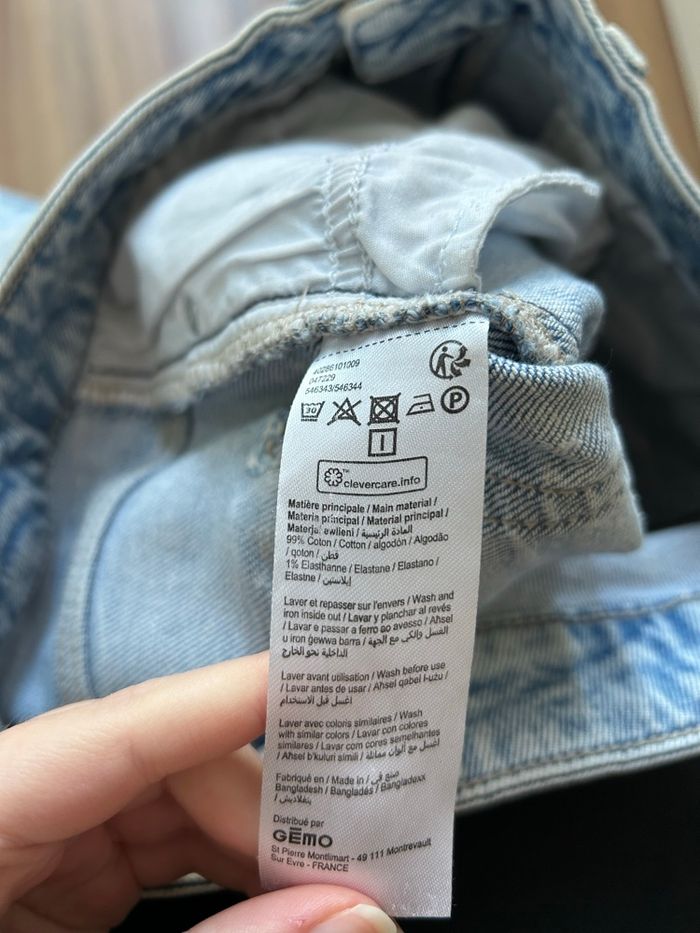 40286101009
047229
546343/546344
30
P
clevercare.info
Matière principale / Main material /
Materia principal / Material principal /
Materjal ewlieni / المادة الرئيسية
99% Coton / Cotton / algodón / Algodão
/ qoton / قطن
1% Elasthanne / Elastane / Elastano /
Elastne / إيلاستين
Laver et repasser sur l'envers / Wash and
iron inside out / Lavar y planchar al revés
/ Lavar e passar a ferro ao avesso / Aħsel
u iron ġewwa barra / الغسل والكي مع الجهة
الداخلية نحو الخارج
Laver avant utilisation / Wash before use
/ Lavar antes de usar / Aħsel qabel l-użu /
اغسل قبل الاستخدام
Laver avec coloris similaires / Wash
with similar colors / Lavar con colores
similares / Lavar com cores semelhantes
/ Aħsel b'kuluri simili / اغسل مع ألوان مماثلة
Fabriqué en / Made in / صنع في
Bangladesh / Bangladés / Bangladexx
/ بنغلاديش
Distribué par
GĒMO
St Pierre Montlimart - 49 111 Montrevault
Sur Evre - FRANCE